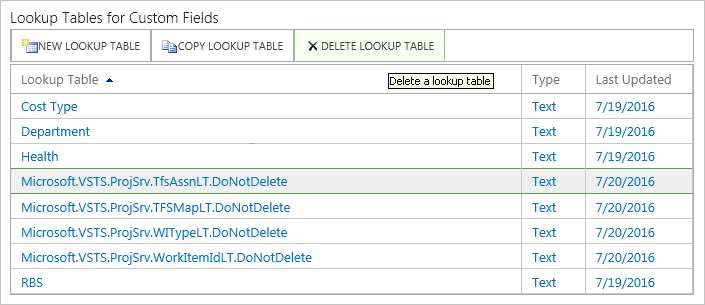 Lookup Tables for Custom Fields
NEW LOOKUP TABLE COPY LOOKUP TABLE DELETE LOOKUP TABLE
Lookup Table Type Last Updated
Delete a lookup table
Cost Type Text 7/19/2016
Department Text 7/19/2016
Health Text 7/19/2016
Microsoft.VSTS.ProjSrv.TfsAssnLT.DoNotDelete Text 7/20/2016
Microsoft.VSTS.ProjSrv.TFSMapLT.DoNotDelete Text 7/20/2016
Microsoft.VSTS.ProjSrv.WITypeLT.DoNotDelete Text 7/20/2016
Microsoft.VSTS.ProjSrv.WorkItemIdLT.DoNotDelete Text 7/20/2016
RBS Text 7/19/2016